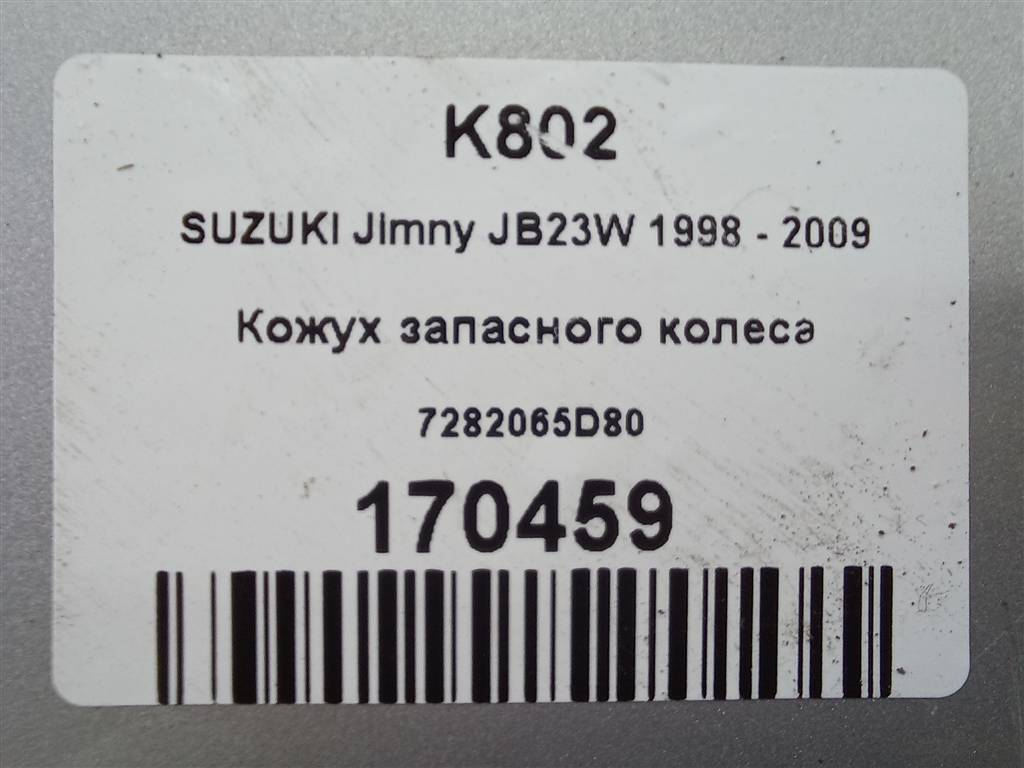 K802
SUZUKI Jimny JB23W 1998 - 2009
Кожух запасного колеса
7282065D80
170459